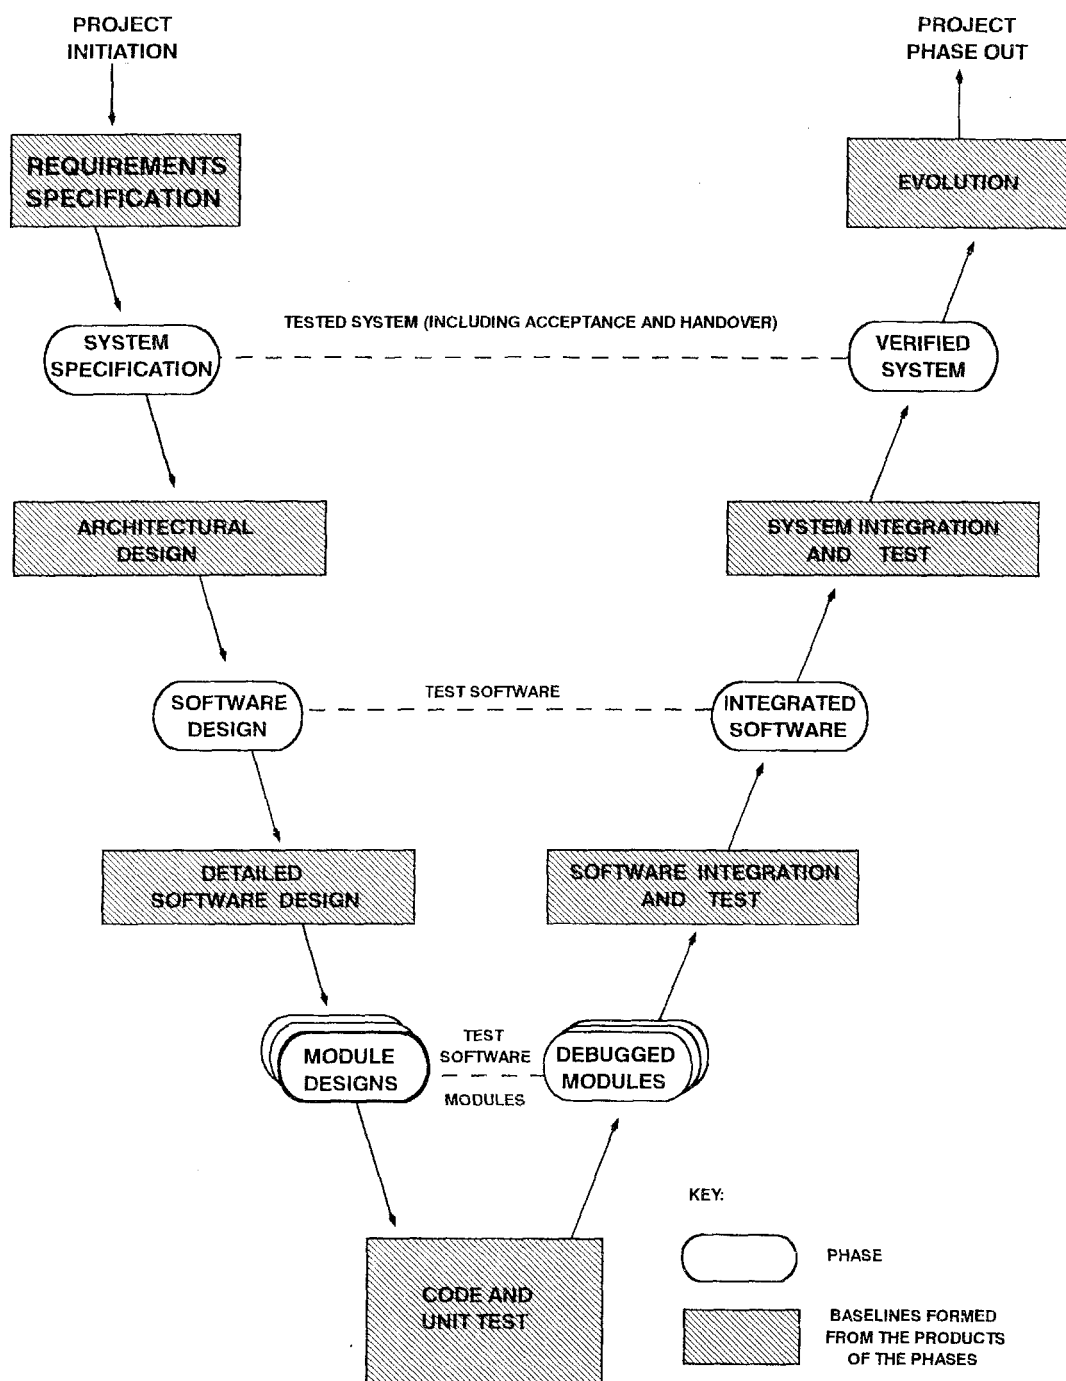 PROJECT
INITIATION
PROJECT
PHASE OUT
REQUIREMENTS
SPECIFICATION
EVOLUTION
SYSTEM
SPECIFICATION
TESTED SYSTEM (INCLUDING ACCEPTANCE AND HANDOVER)
VERIFIED
SYSTEM
ARCHITECTURAL
DESIGN
SYSTEM INTEGRATION
AND TEST
SOFTWARE
DESIGN
TEST SOFTWARE
INTEGRATED
SOFTWARE
DETAILED
SOFTWARE DESIGN
SOFTWARE INTEGRATION
AND TEST
MODULE
DESIGNS
TEST
SOFTWARE
MODULES
DEBUGGED
MODULES
CODE AND
UNIT TEST
KEY:
PHASE
BASELINES FORMED
FROM THE PRODUCTS
OF THE PHASES